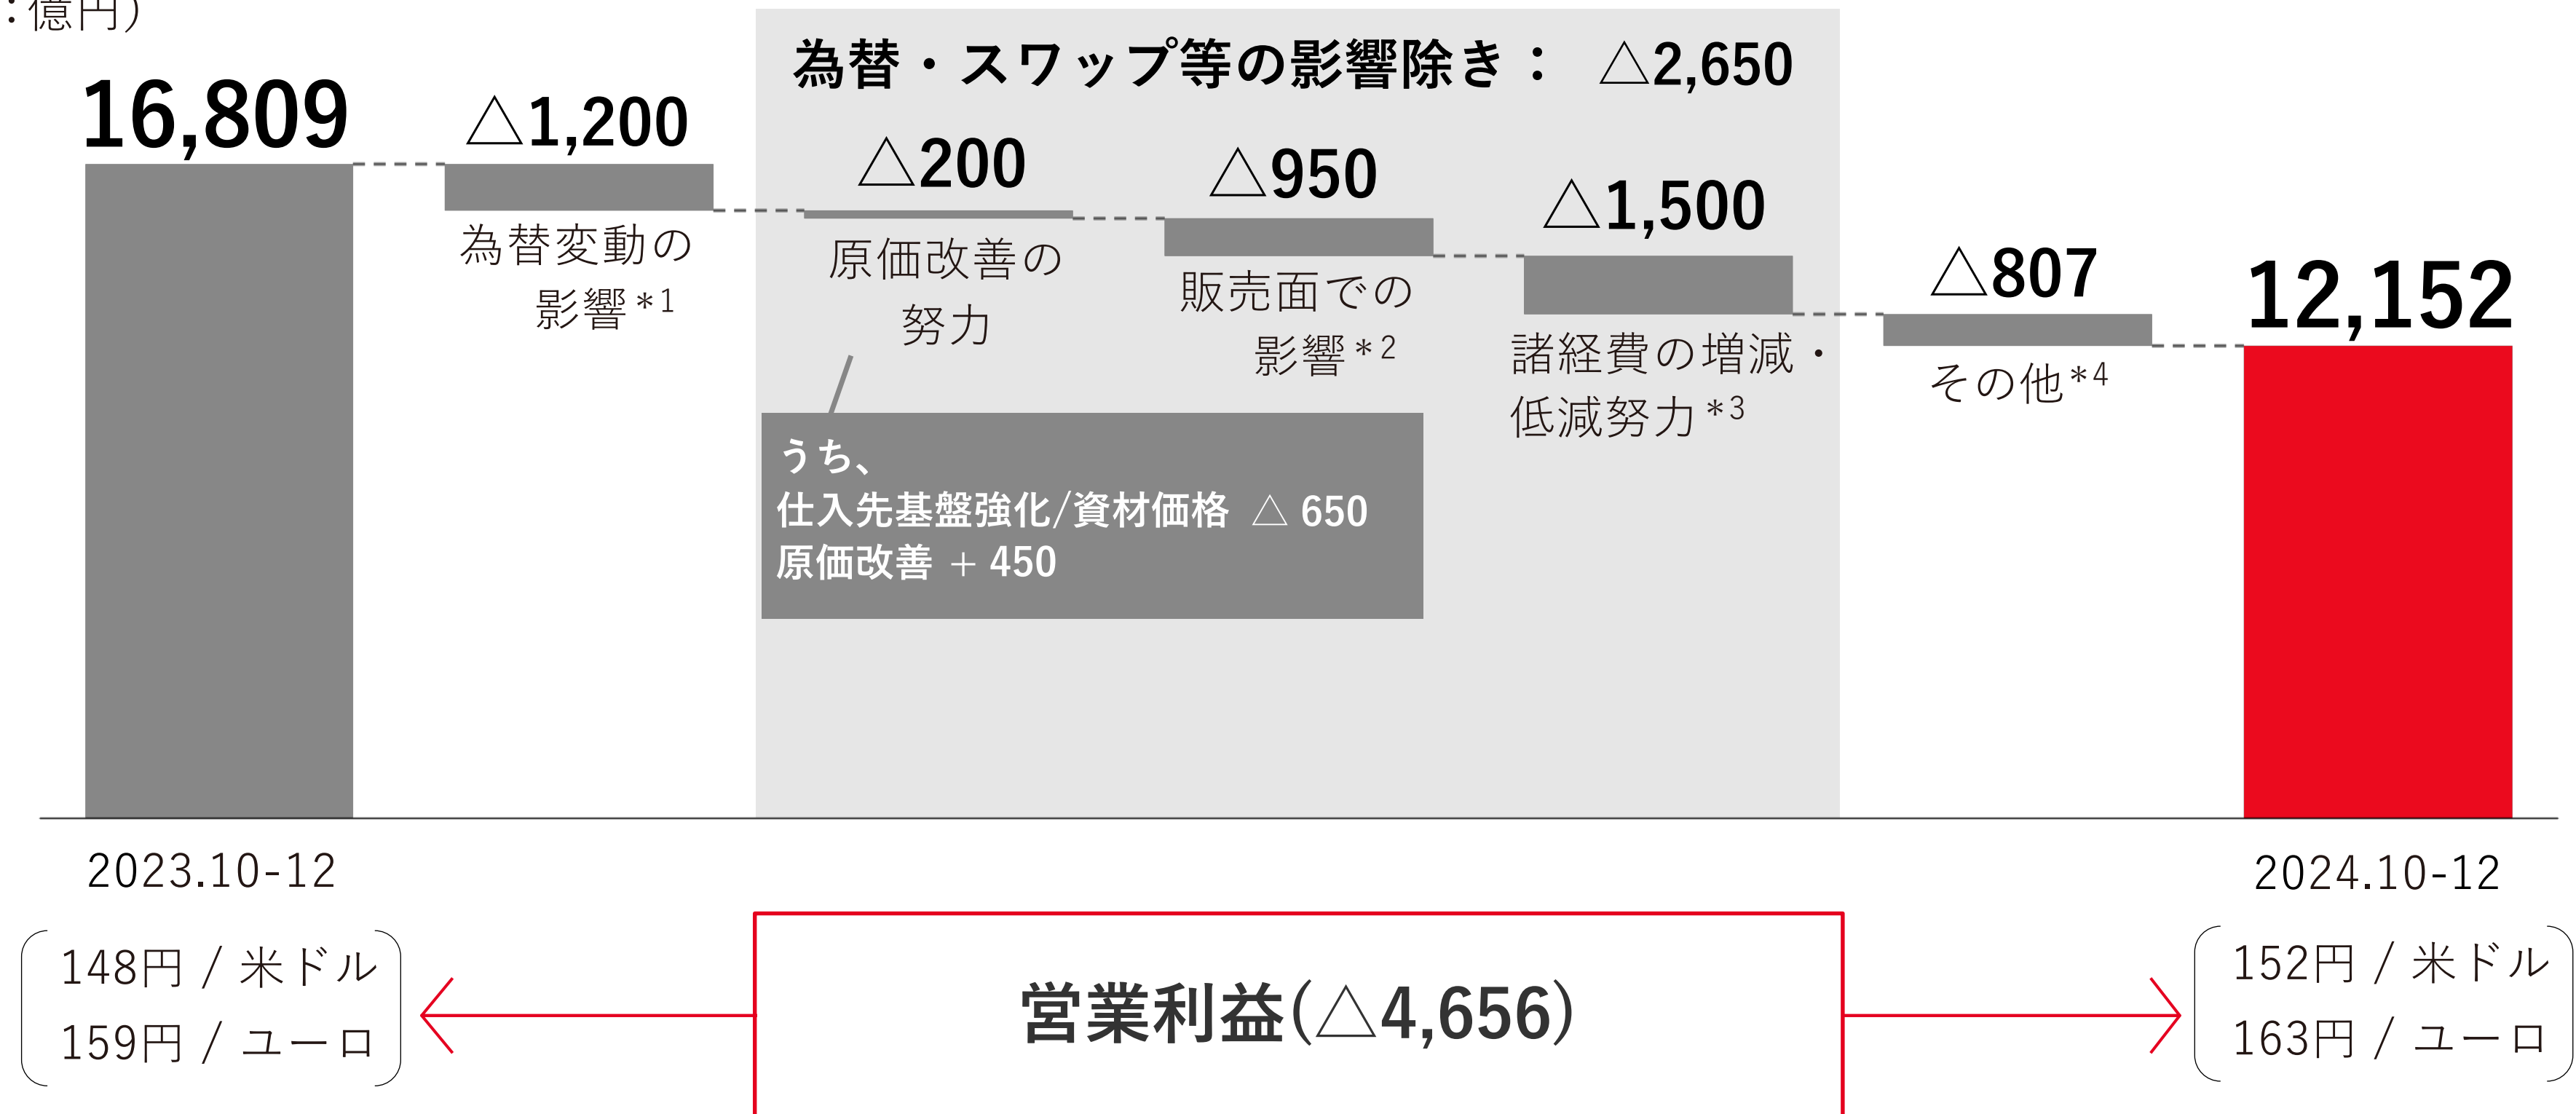 ：億円）
為替・スワップ等の影響除き： △2,650
16,809
△1,200
為替変動の
影響*1
△200
原価改善の
努力
△950
販売面での
影響*2
△1,500
諸経費の増減・
低減努力*3
△807
その他*4
12,152
うち、
仕入先基盤強化/資材価格 △ 650
原価改善 + 450
2023.10-12
148円 / 米ドル
159円 / ユーロ
営業利益(△4,656)
2024.10-12
152円 / 米ドル
163円 / ユーロ